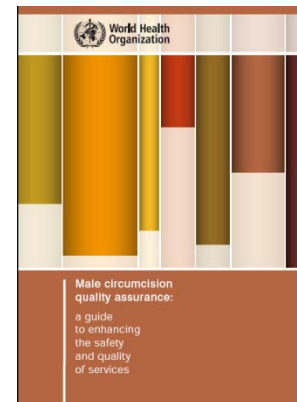 World Health
Organization
Male circumcision
quality assurance:
a guide
to enhancing
the safety
and quality
of services